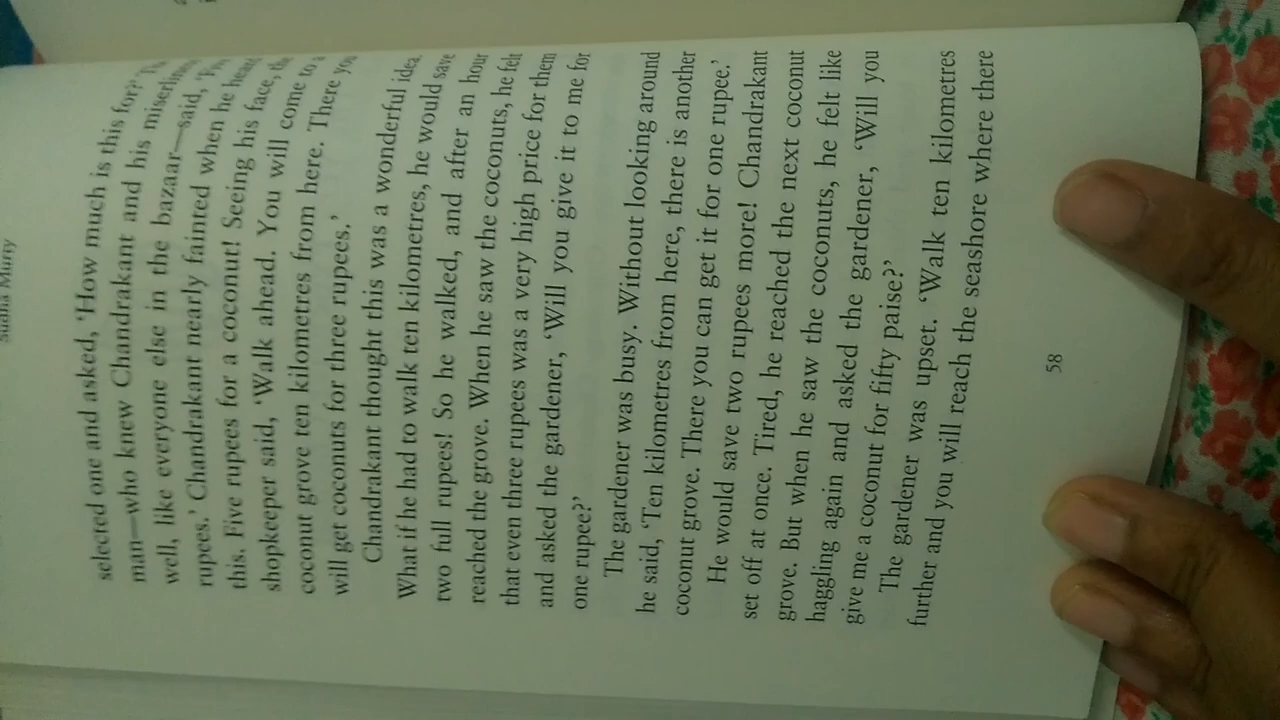 Sudha Murty
selected one and asked, 'How much is this for?' The
man—who knew Chandrakant and his miserliness
well, like everyone else in the bazaar—said, 'Five
rupees.' Chandrakant nearly fainted when he heard
this. Five rupees for a coconut! Seeing his face, the
shopkeeper said, 'Walk ahead. You will come to a
coconut grove ten kilometres from here. There you
will get coconuts for three rupees.'
Chandrakant thought this was a wonderful idea.
What if he had to walk ten kilometres, he would save
two full rupees! So he walked, and after an hour
reached the grove. When he saw the coconuts, he felt
that even three rupees was a very high price for them
and asked the gardener, 'Will you give it to me for
one rupee?'
The gardener was busy. Without looking around
he said, 'Ten kilometres from here, there is another
coconut grove. There you can get it for one rupee.'
He would save two rupees more! Chandrakant
set off at once. Tired, he reached the next coconut
grove. But when he saw the coconuts, he felt like
haggling again and asked the gardener, 'Will you
give me a coconut for fifty paise?'
The gardener was upset. 'Walk ten kilometres
further and you will reach the seashore where there
58